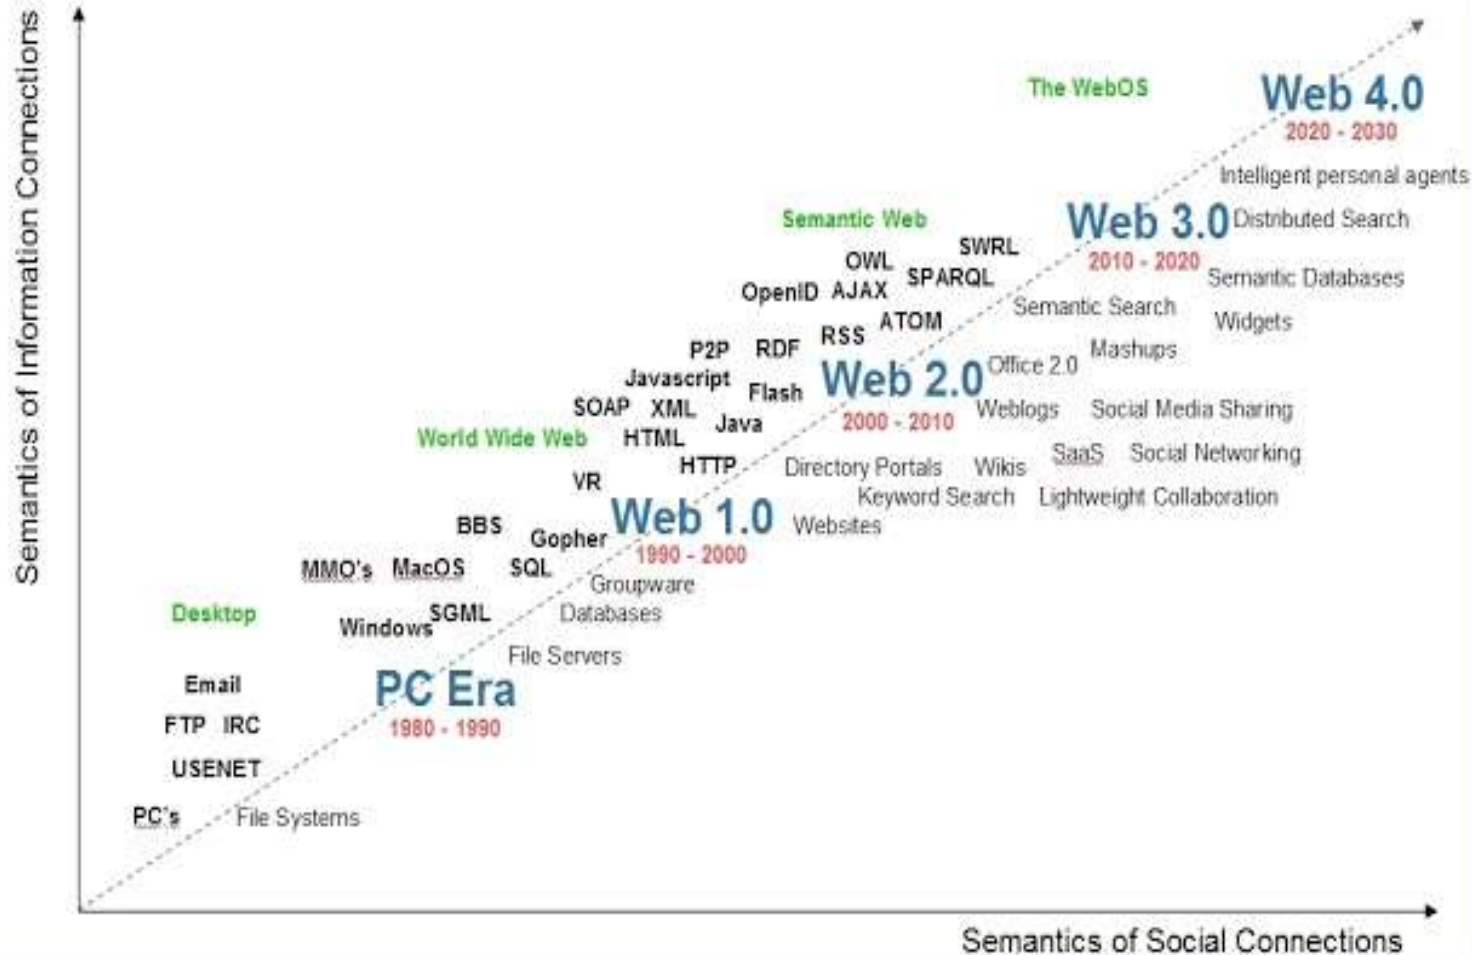 Semantics of Information Connections
The WebOS
Web 4.0
2020 - 2030
Intelligent personal agents
Semantic Web
Web 3.0
Distributed Search
2010 - 2020
SWRL
OWL
SPARQL
Semantic Databases
OpenID
AJAX
Semantic Search
ATOM
Widgets
RSS
P2P
RDF
Mashups
Office 2.0
Javascript
Flash
Web 2.0
2000 - 2010
SOAP
XML
Weblogs
Social Media Sharing
Java
World Wide Web
HTML
SaaS
Social Networking
HTTP
Directory Portals
Wikis
VR
Keyword Search
Lightweight Collaboration
Web 1.0
1990 - 2000
Websites
BBS
Gopher
MMO's
MacOS
SQL
Groupware
Desktop
SGML
Databases
Windows
File Servers
Email
PC Era
1980 - 1990
FTP
IRC
USENET
PC's
File Systems
Semantics of Social Connections